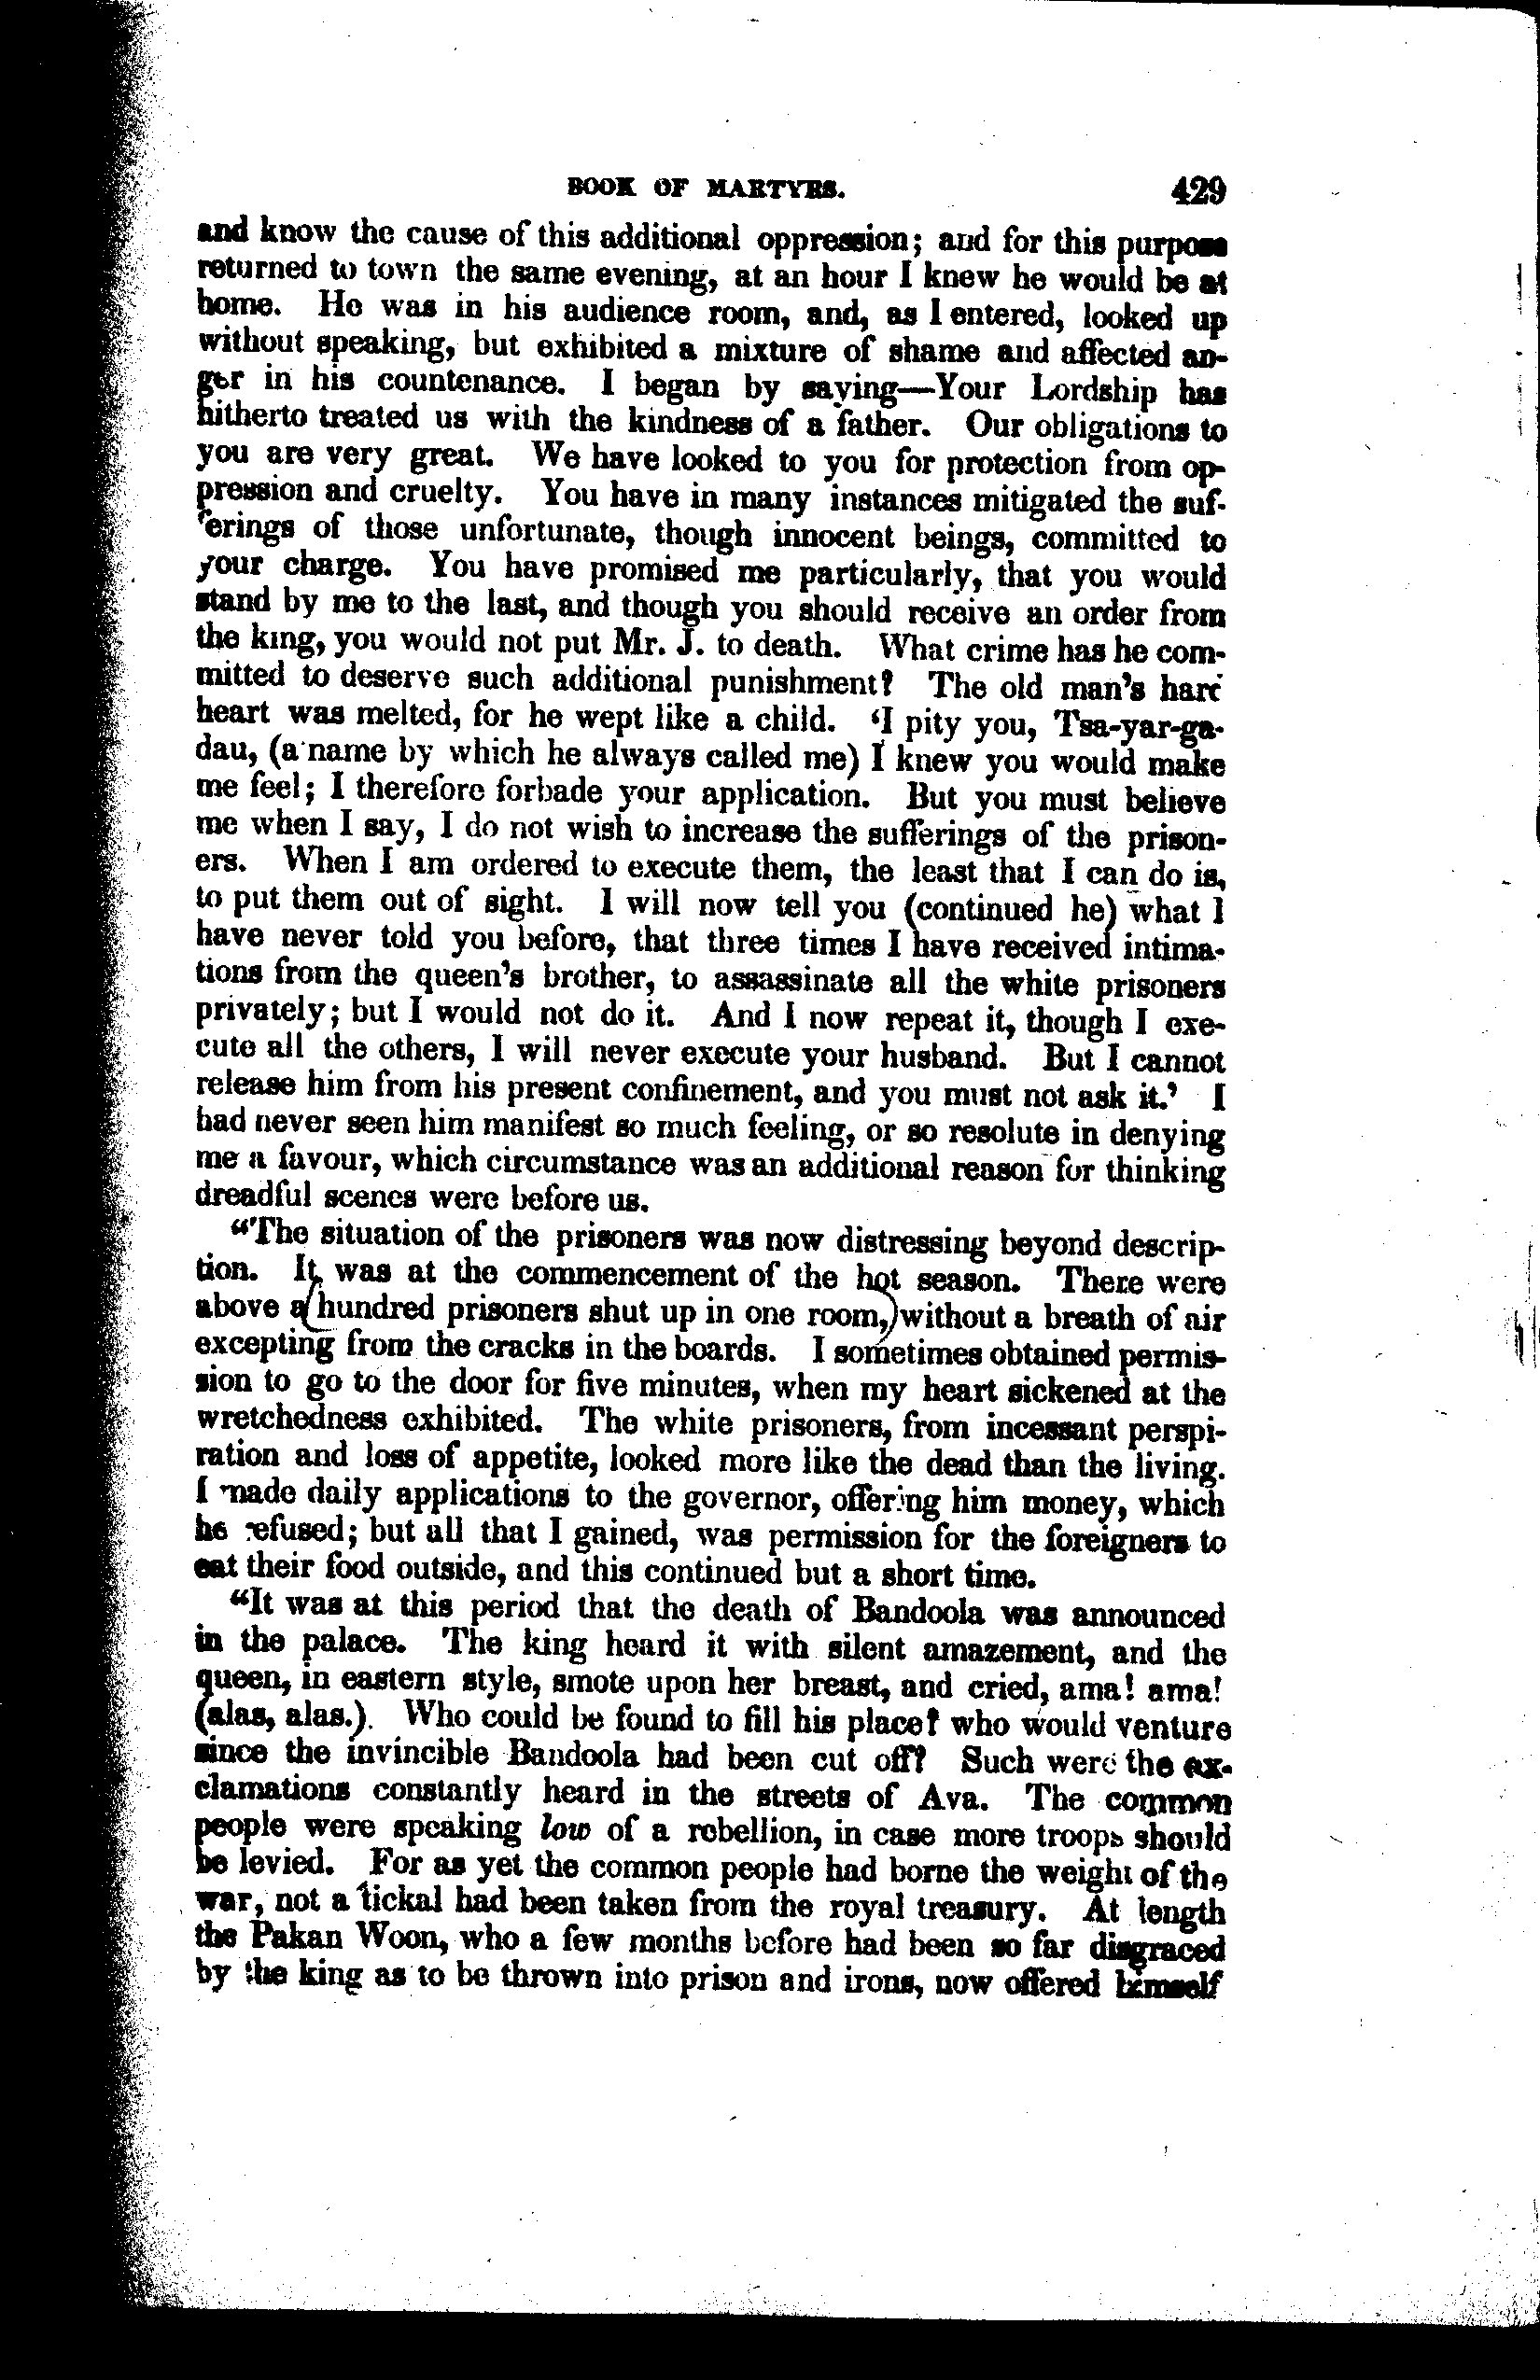 BOOK OF MARTYRS. 429
and know the cause of this additional oppression; and for this purpose
returned to town the same evening, at an hour I knew he would be at
home. He was in his audience room, and, as I entered, looked up
without speaking, but exhibited a mixture of shame and affected an-
ger in his countenance. I began by saying—Your Lordship has
hitherto treated us with the kindness of a father. Our obligations to
you are very great. We have looked to you for protection from op-
pression and cruelty. You have in many instances mitigated the suf-
ferings of those unfortunate, though innocent beings, committed to
your charge. You have promised me particularly, that you would
stand by me to the last, and though you should receive an order from
the king, you would not put Mr. J. to death. What crime has he com-
mitted to deserve such additional punishment? The old man's hard
heart was melted, for he wept like a child. 'I pity you, Tsa-yar-ga-
dau, (a name by which he always called me) I knew you would make
me feel; I therefore forbade your application. But you must believe
me when I say, I do not wish to increase the sufferings of the prison-
ers. When I am ordered to execute them, the least that I can do is,
to put them out of sight. I will now tell you (continued he) what I
have never told you before, that three times I have received intima-
tions from the queen's brother, to assassinate all the white prisoners
privately; but I would not do it. And I now repeat it, though I exe-
cute all the others, I will never execute your husband. But I cannot
release him from his present confinement, and you must not ask it.' I
had never seen him manifest so much feeling, or so resolute in denying
me a favour, which circumstance was an additional reason for thinking
dreadful scenes were before us.
"The situation of the prisoners was now distressing beyond descrip-
tion. It was at the commencement of the hot season. There were
above a hundred prisoners shut up in one room, without a breath of air
excepting from the cracks in the boards. I sometimes obtained permis-
sion to go to the door for five minutes, when my heart sickened at the
wretchedness exhibited. The white prisoners, from incessant perspi-
ration and loss of appetite, looked more like the dead than the living.
I made daily applications to the governor, offering him money, which
he refused; but all that I gained, was permission for the foreigners to
eat their food outside, and this continued but a short time.
"It was at this period that the death of Bandoola was announced
in the palace. The king heard it with silent amazement, and the
queen, in eastern style, smote upon her breast, and cried, ama! ama!
(alas, alas.). Who could be found to fill his place? who would venture
since the invincible Bandoola had been cut off? Such were the ex-
clamations constantly heard in the streets of Ava. The common
people were speaking low of a rebellion, in case more troops should
be levied. For as yet the common people had borne the weight of the
war, not a tickal had been taken from the royal treasury. At length
the Pakan Woon, who a few months before had been so far disgraced
by the king as to be thrown into prison and irons, now offered himself